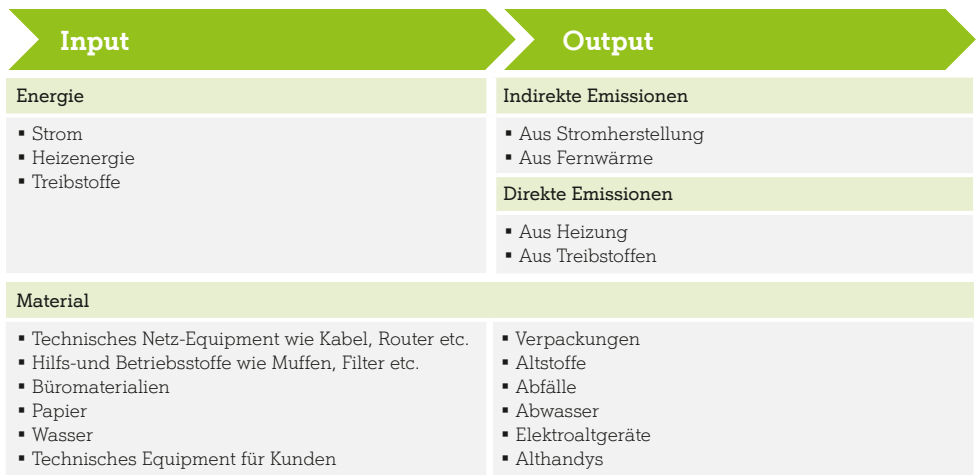 Input
Output
Energie
▪ Strom
▪ Heizenergie
▪ Treibstoffe
Indirekte Emissionen
▪ Aus Stromherstellung
▪ Aus Fernwärme
Direkte Emissionen
▪ Aus Heizung
▪ Aus Treibstoffen
Material
▪ Technisches Netz-Equipment wie Kabel, Router etc.
▪ Hilfs-und Betriebsstoffe wie Muffen, Filter etc.
▪ Büromaterialien
▪ Papier
▪ Wasser
▪ Technisches Equipment für Kunden
▪ Verpackungen
▪ Altstoffe
▪ Abfälle
▪ Abwasser
▪ Elektroaltgeräte
▪ Althandys